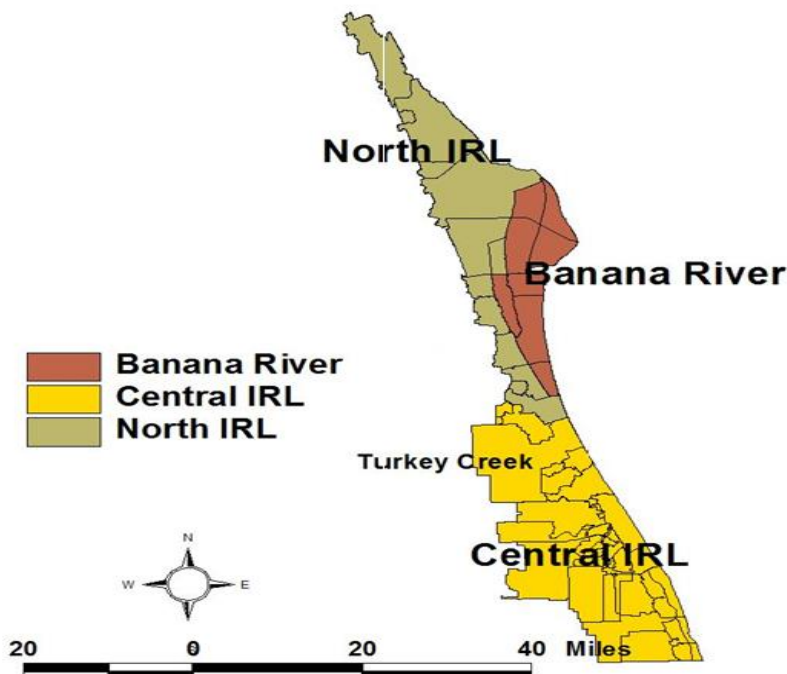 North IRL
Banana River
Banana River
Central IRL
North IRL
Turkey Creek
Central IRL
N
W E
20 0 20 40 Miles